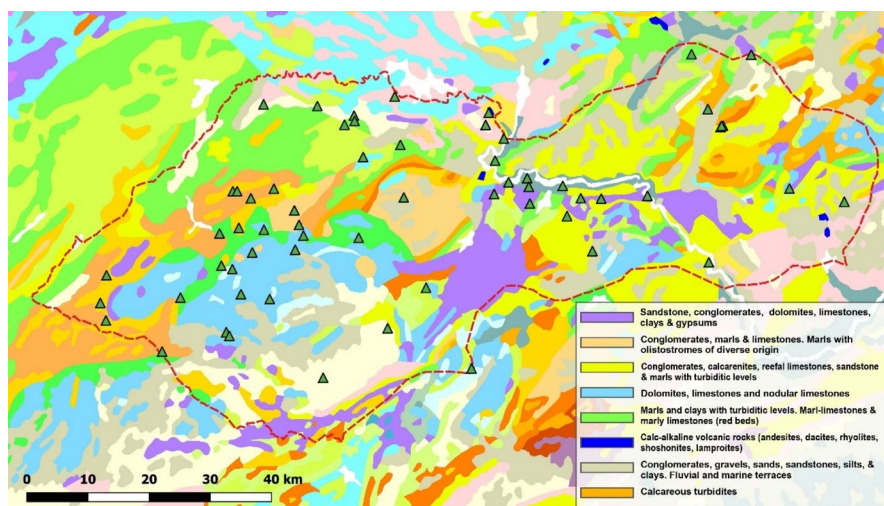 Sandstone, conglomerates, dolomites, limestones,
clays & gypsums
Conglomerates, marls & limestones. Marls with
olistostromes of diverse origin
Conglomerates, calcarenites, reefal limestones, sandstone
& marls with turbiditic levels
Dolomites, limestones and nodular limestones
Marls and clays with turbiditic levels. Marl-limestones &
marly limestones (red beds)
Calc-alkaline volcanic rocks (andesites, dacites, rhyolites,
shoshonites, lamproites)
Conglomerates, gravels, sands, sandstones, silts, &
clays. Fluvial and marine terraces
Calcareous turbidites
0 10 20 30 40 km